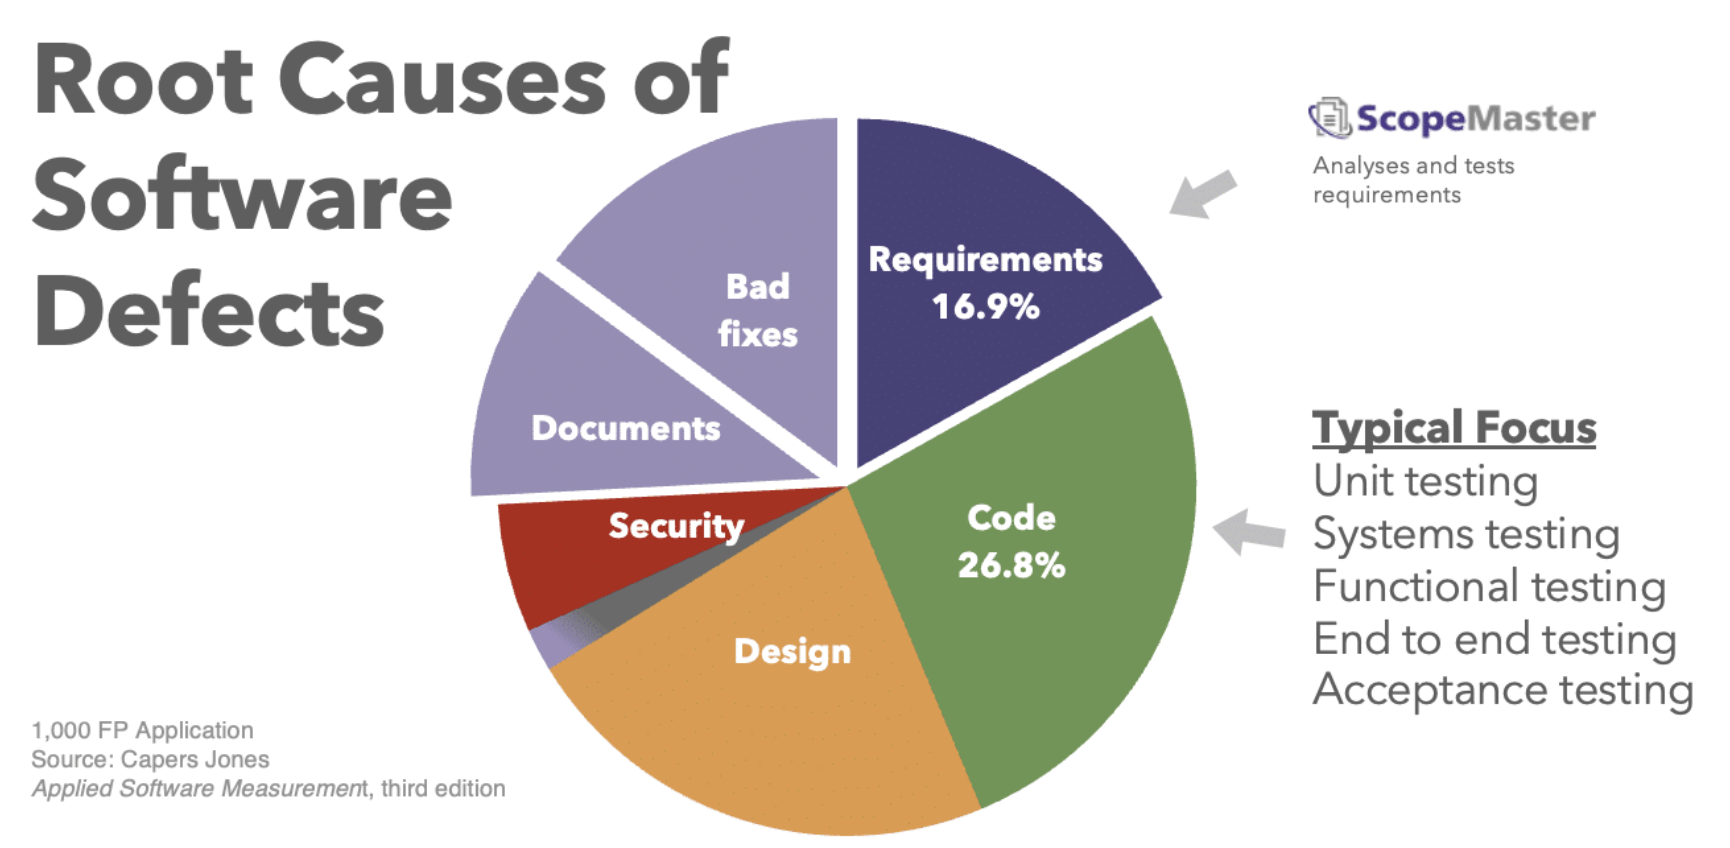 Root Causes of
Software
Defects
ScopeMaster
Analyses and tests
requirements
Requirements
16.9%
Bad
fixes
Documents
Security
Code
26.8%
Design
Typical Focus
Unit testing
Systems testing
Functional testing
End to end testing
Acceptance testing
1,000 FP Application
Source: Capers Jones
Applied Software Measurement, third edition